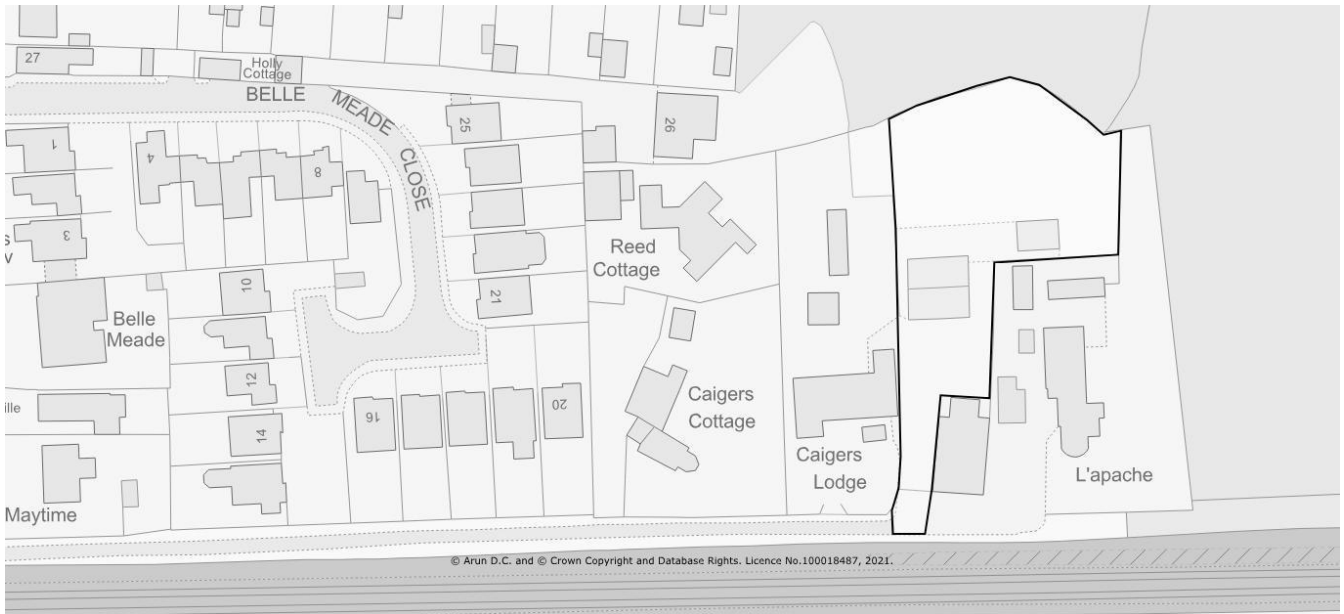 27
Holly
Cottage
BELLE MEADE CLOSE
25
26
1
4
8
3
s
v
Reed
Cottage
10
21
Belle
Meade
12
Caigers
Cottage
16
20
ille
14
Caigers
Lodge
L'apache
Maytime
© Arun D.C. and © Crown Copyright and Database Rights. Licence No.100018487, 2021.